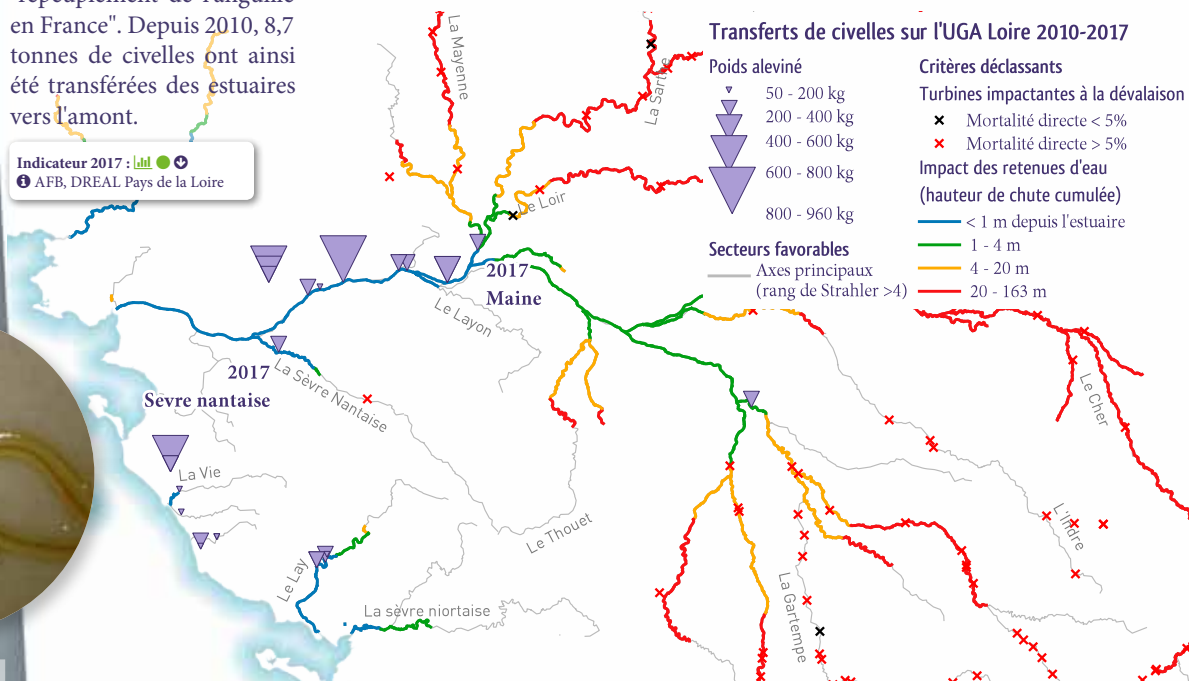 "repeuplement de l'anguille
en France". Depuis 2010, 8,7
tonnes de civelles ont ainsi
été transférées des estuaires
vers l'amont.
Indicateur 2017 :
AFB, DREAL Pays de la Loire
Transferts de civelles sur l'UGA Loire 2010-2017
Poids aleviné
50 - 200 kg
200 - 400 kg
400 - 600 kg
600 - 800 kg
800 - 960 kg
Secteurs favorables
Axes principaux
(rang de Strahler >4)
Critères déclassants
Turbines impactantes à la dévalaison
Mortalité directe < 5%
Mortalité directe > 5%
Impact des retenues d'eau
(hauteur de chute cumulée)
< 1 m depuis l'estuaire
1 - 4 m
4 - 20 m
20 - 163 m
La Mayenne
La Sarthe
Le Loir
2017
Maine
Le Layon
2017
Sèvre nantaise
La Sèvre Nantaise
La Vie
Le Thouet
Le Lay
La sèvre niortaise
La Gartempe
L'Indre
Le Cher